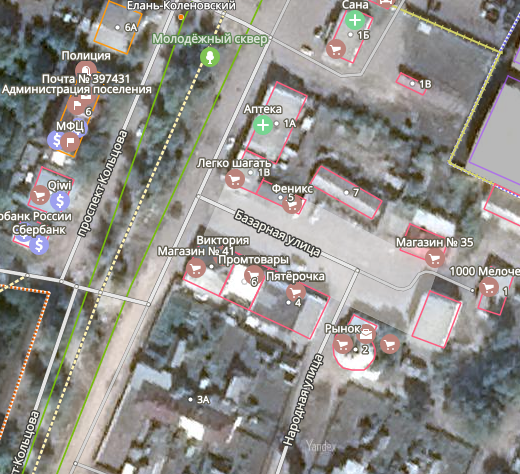 Елань-Коленовский
Сана
1Б
6А
Молодёжный сквер
Полиция
Почта № 397431
Администрация поселения
6
МФЦ
1В
Аптека
1А
Легко шагать
1В
Феникс
5
7
Qiwi
рбанк России
Сбербанк
проспект Кольцова
Базарная улица
Виктория
Магазин № 41
Промтовары
6
Пятёрочка
4
Магазин № 35
1000 Мелоче
1
Рынок
2
3А
Народная улица
кт Кольцова
Yandex